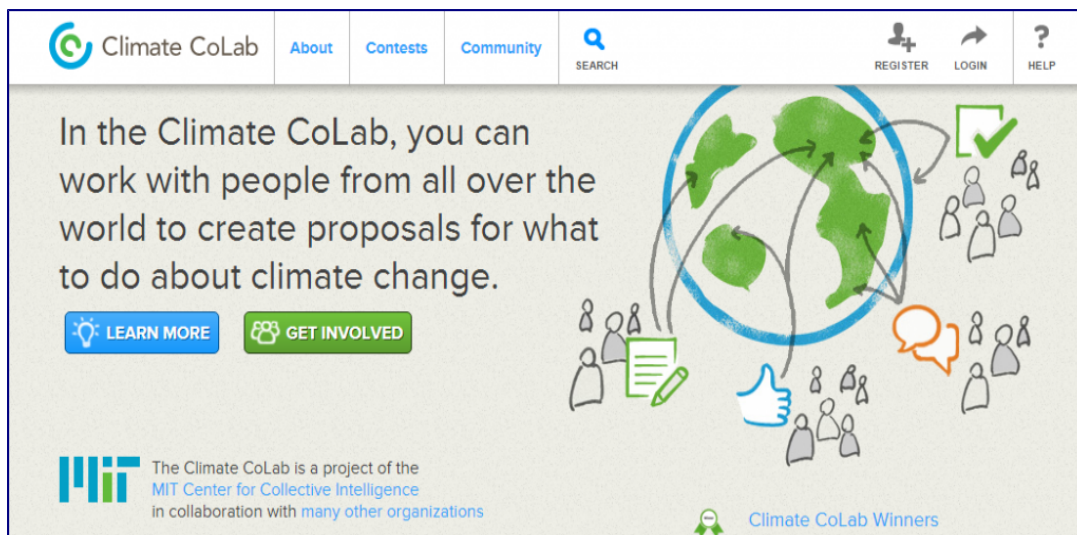 Climate CoLab
About
Contests
Community
SEARCH
REGISTER
LOGIN
?
HELP
In the Climate CoLab, you can
work with people from all over the
world to create proposals for what
to do about climate change.
LEARN MORE
GET INVOLVED
MIT
The Climate CoLab is a project of the
MIT Center for Collective Intelligence
in collaboration with many other organizations
Climate CoLab Winners